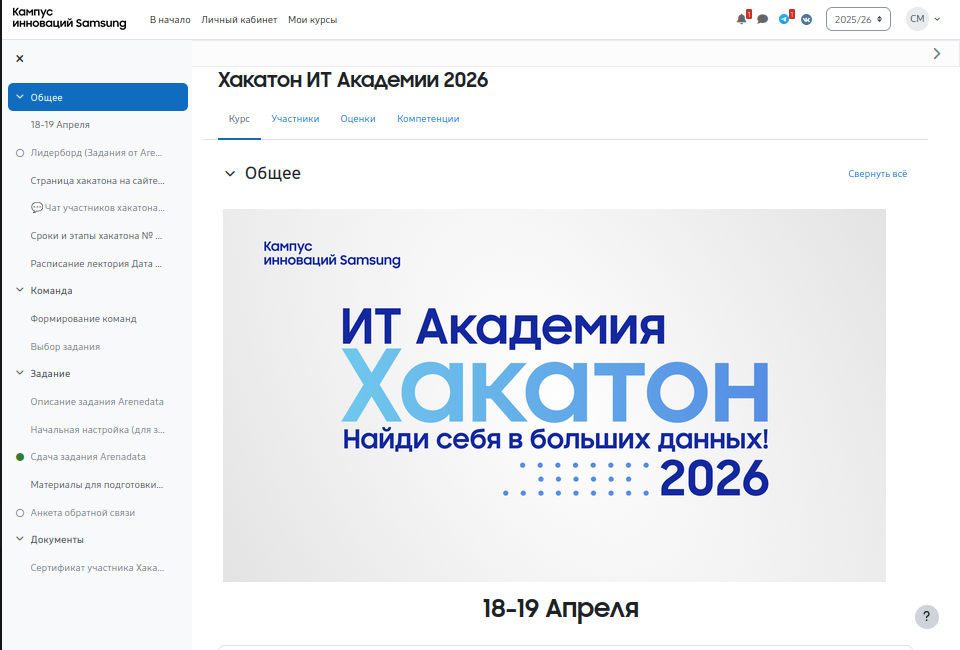 Кампус
инноваций Samsung
В начало Личный кабинет Мои курсы
1
1
2025/26
СМ
Общее
18-19 Апреля
Лидерборд (Задания от Are...
Страница хакатона на сайте...
Чат участников хакатона...
Сроки и этапы хакатона № ...
Расписание лектория Дата ...
Команда
Формирование команд
Выбор задания
Задание
Описание задания Arenedata
Начальная настройка (для з...
Сдача задания Arenadata
Материалы для подготовки...
Анкета обратной связи
Документы
Сертификат участника Хака...
Хакатон ИТ Академии 2026
Курс Участники Оценки Компетенции
Общее
Свернуть всё
Кампус
инноваций Samsung
ИТ Академия
Хакатон
Найди себя в больших данных!
2026
18-19 Апреля
?